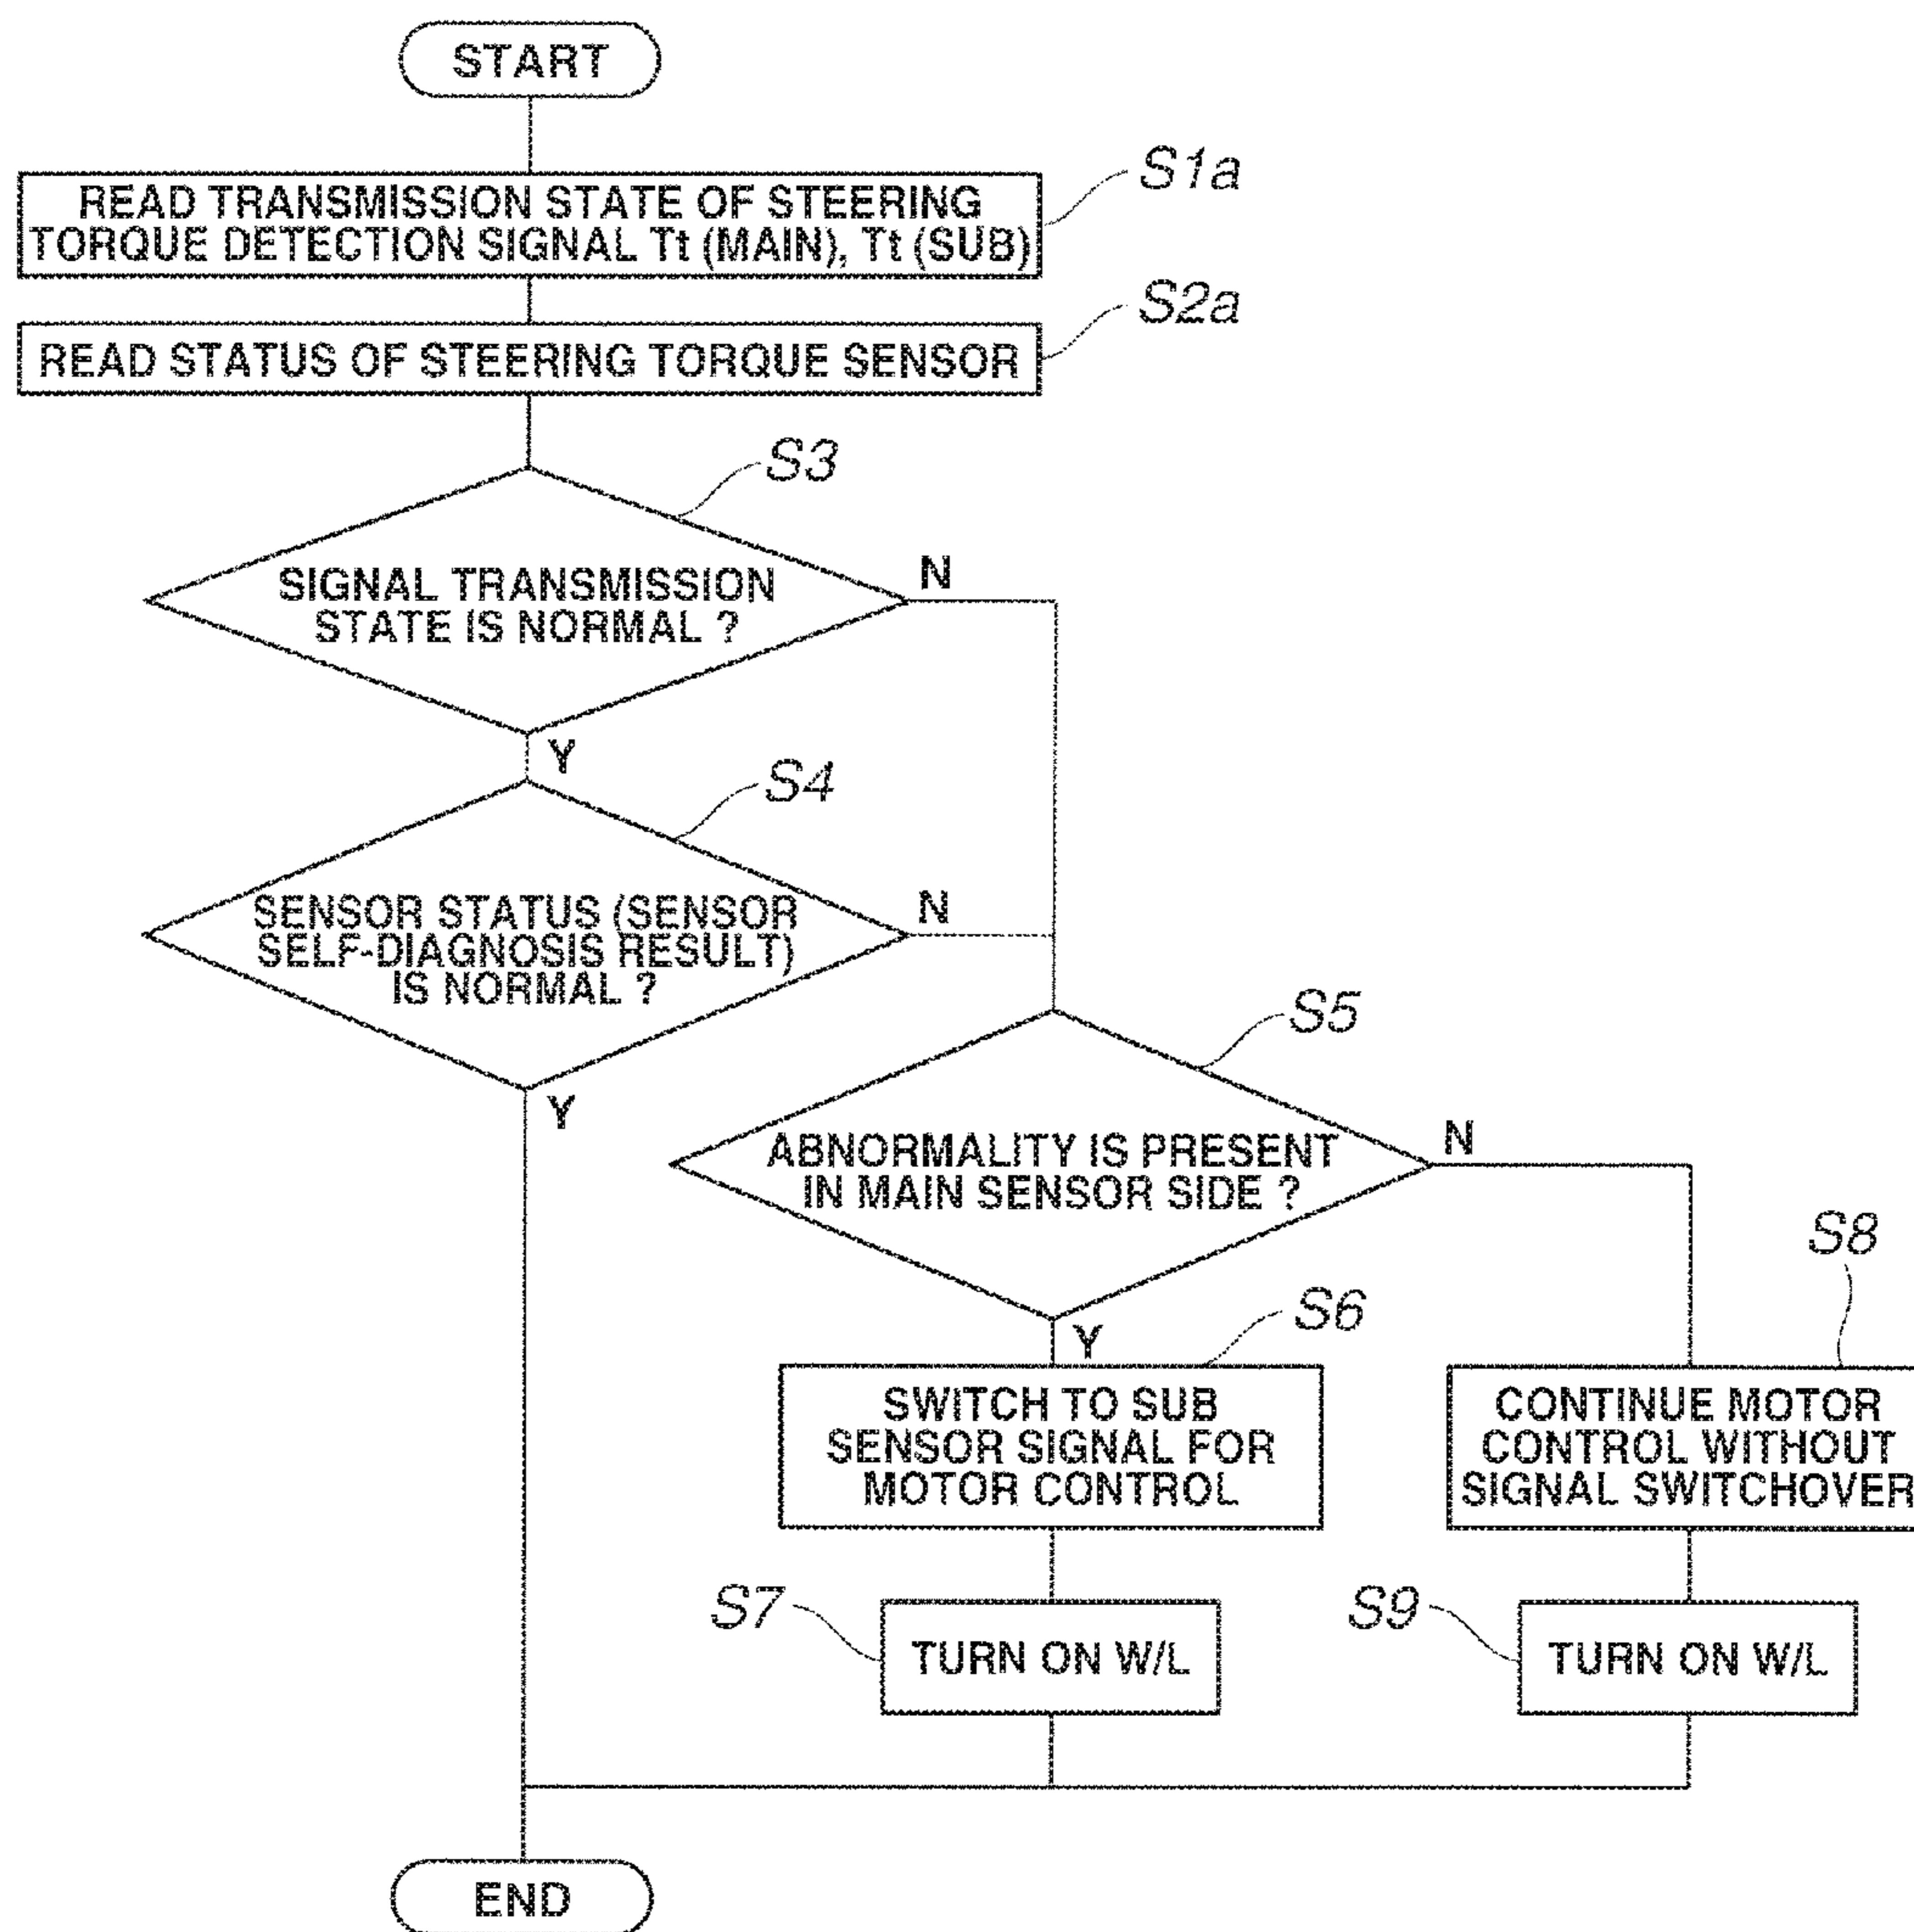 START
READ TRANSMISSION STATE OF STEERING
TORQUE DETECTION SIGNAL Tt (MAIN), Tt (SUB)
S1a
READ STATUS OF STEERING TORQUE SENSOR
S2a
S3
SIGNAL TRANSMISSION
STATE IS NORMAL ?
N
Y
S4
SENSOR STATUS (SENSOR
SELF-DIAGNOSIS RESULT)
IS NORMAL ?
N
Y
S5
ABNORMALITY IS PRESENT
IN MAIN SENSOR SIDE ?
N
Y
S6
SWITCH TO SUB
SENSOR SIGNAL FOR
MOTOR CONTROL
S8
CONTINUE MOTOR
CONTROL WITHOUT
SIGNAL SWITCHOVER
S7
TURN ON W/L
S9
TURN ON W/L
END